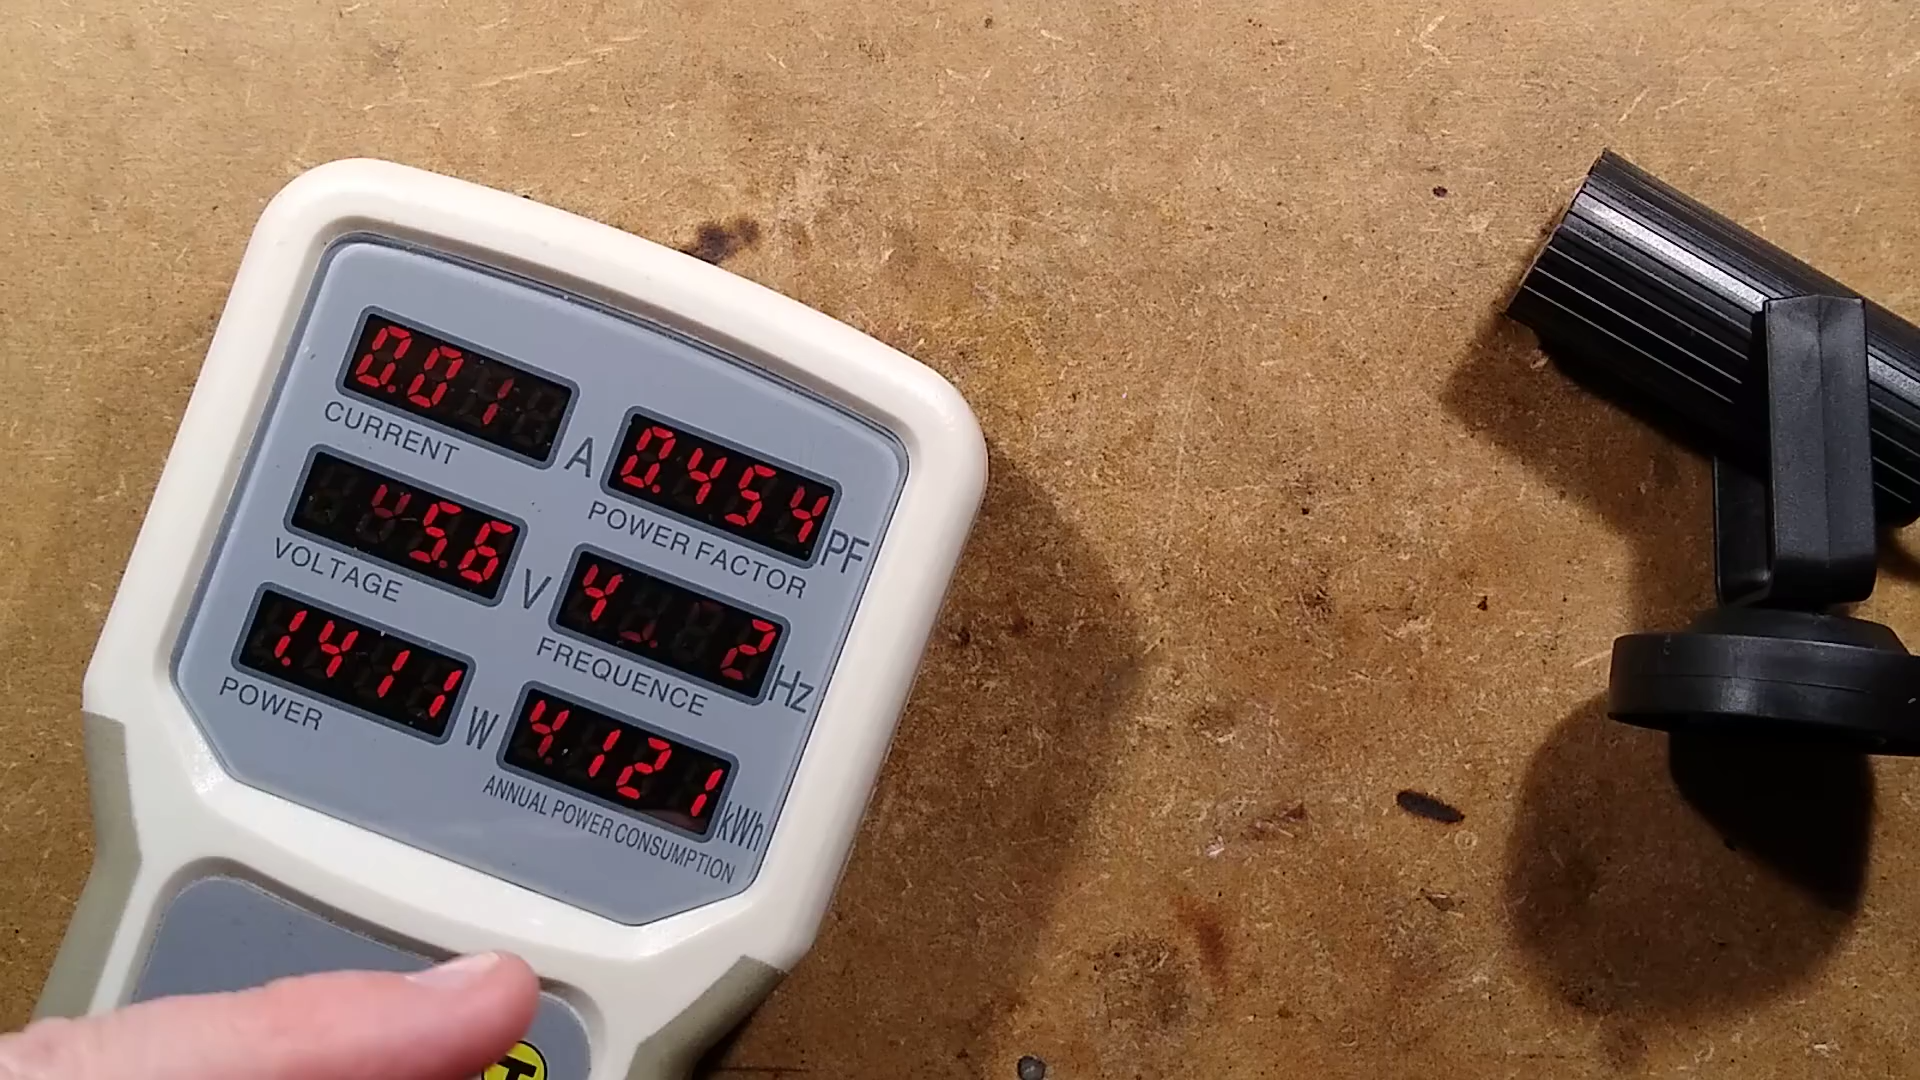 0.01 A
CURRENT
0.454 PF
POWER FACTOR
45.6 V
VOLTAGE
Hz
FREQUENCE
1.411 W
POWER
4.121 kWh
ANNUAL POWER CONSUMPTION
T